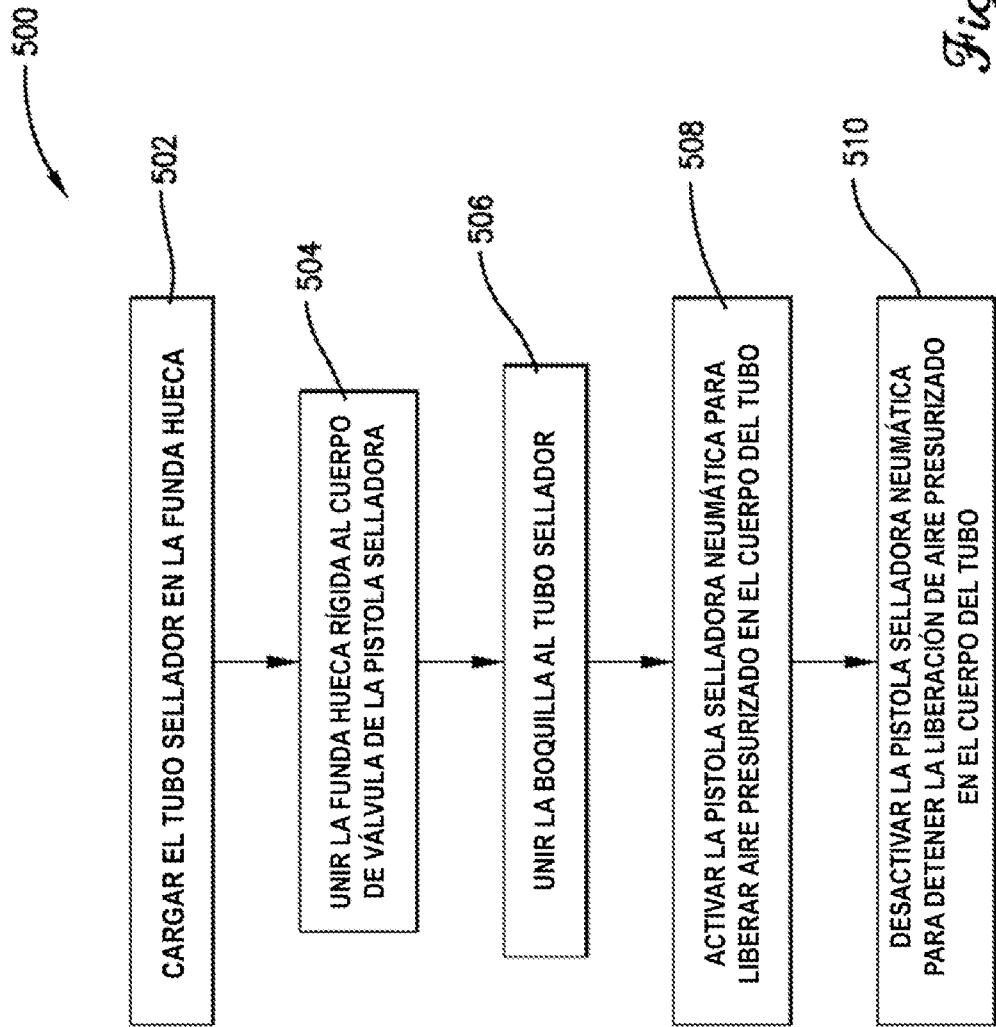 500
502
CARGAR EL TUBO SELLADOR EN LA FUNDA HUECA
504
UNIR LA FUNDA HUECA RÍGIDA AL CUERPO
DE VÁLVULA DE LA PISTOLA SELLADORA
506
UNIR LA BOQUILLA AL TUBO SELLADOR
508
ACTIVAR LA PISTOLA SELLADORA NEUMÁTICA PARA
LIBERAR AIRE PRESURIZADO EN EL CUERPO DEL TUBO
510
DESACTIVAR LA PISTOLA SELLADORA NEUMÁTICA
PARA DETENER LA LIBERACIÓN DE AIRE PRESURIZADO
EN EL CUERPO DEL TUBO